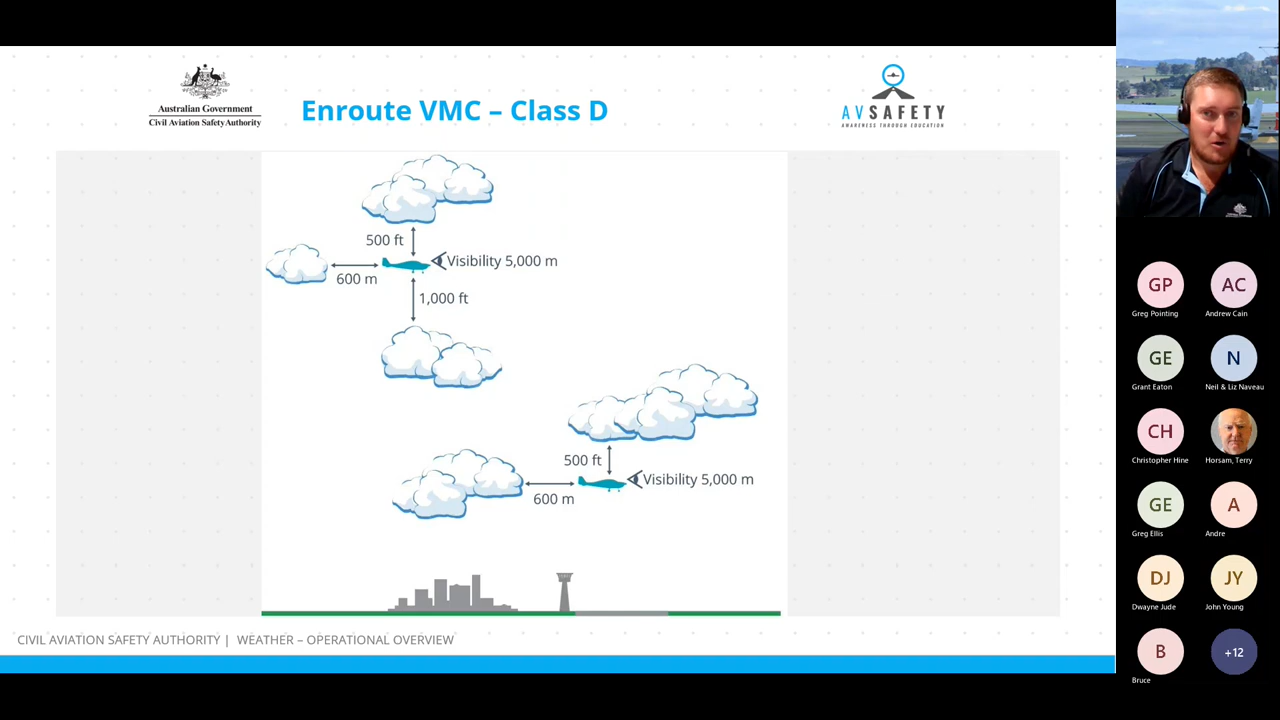 Australian Government
Civil Aviation Safety Authority
Enroute VMC – Class D
AVSAFETY
AWARENESS THROUGH EDUCATION
500 ft
Visibility 5,000 m
600 m
1,000 ft
500 ft
Visibility 5,000 m
600 m
CIVIL AVIATION SAFETY AUTHORITY | WEATHER – OPERATIONAL OVERVIEW
GP
Greg Pointing
AC
Andrew Cain
GE
Grant Eaton
N
Neil & Liz Naveau
CH
Christopher Hine
Horsam, Terry
GE
Greg Ellis
A
Andre
DJ
Dwayne Jude
JY
John Young
B
Bruce
+12